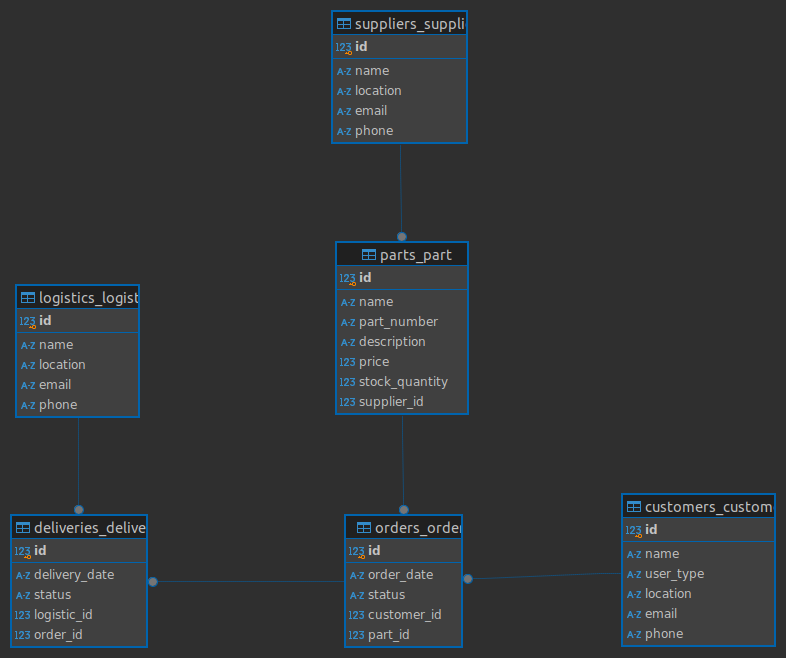 suppliers_suppli
123 id
A-Z name
A-Z location
A-Z email
A-Z phone
parts_part
123 id
A-Z name
A-Z part_number
A-Z description
123 price
123 stock_quantity
123 supplier_id
logistics_logist
123 id
A-Z name
A-Z location
A-Z email
A-Z phone
deliveries_delive
123 id
A-Z delivery_date
A-Z status
123 logistic_id
123 order_id
orders_order
123 id
A-Z order_date
A-Z status
123 customer_id
123 part_id
customers_custom
123 id
A-Z name
A-Z user_type
A-Z location
A-Z email
A-Z phone